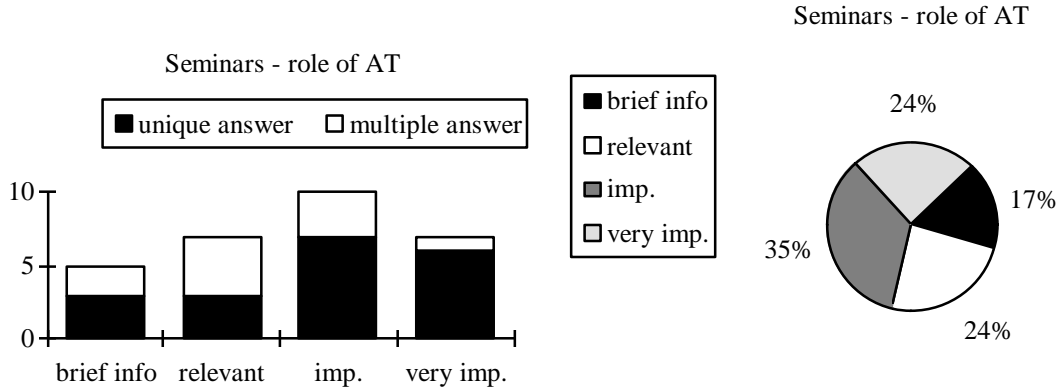 Seminars - role of AT
unique answer multiple answer
10
5
0
brief info relevant imp. very imp.
Seminars - role of AT
brief info
relevant
imp.
very imp.
24%
17%
35%
24%